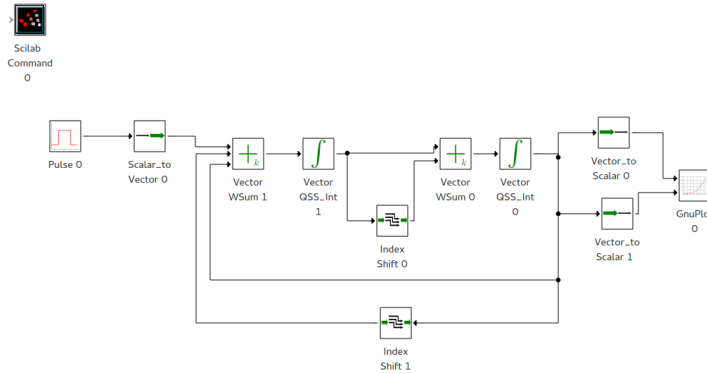 Scilab
Command
0
Pulse 0
Scalar_to
Vector 0
+k
Vector
WSum 1
Vector
QSS_Int
1
+k
Vector
WSum 0
Vector
QSS_Int
0
Vector_to
Scalar 0
Index
Shift 0
Vector_to
Scalar 1
GnuPlo
0
Index
Shift 1